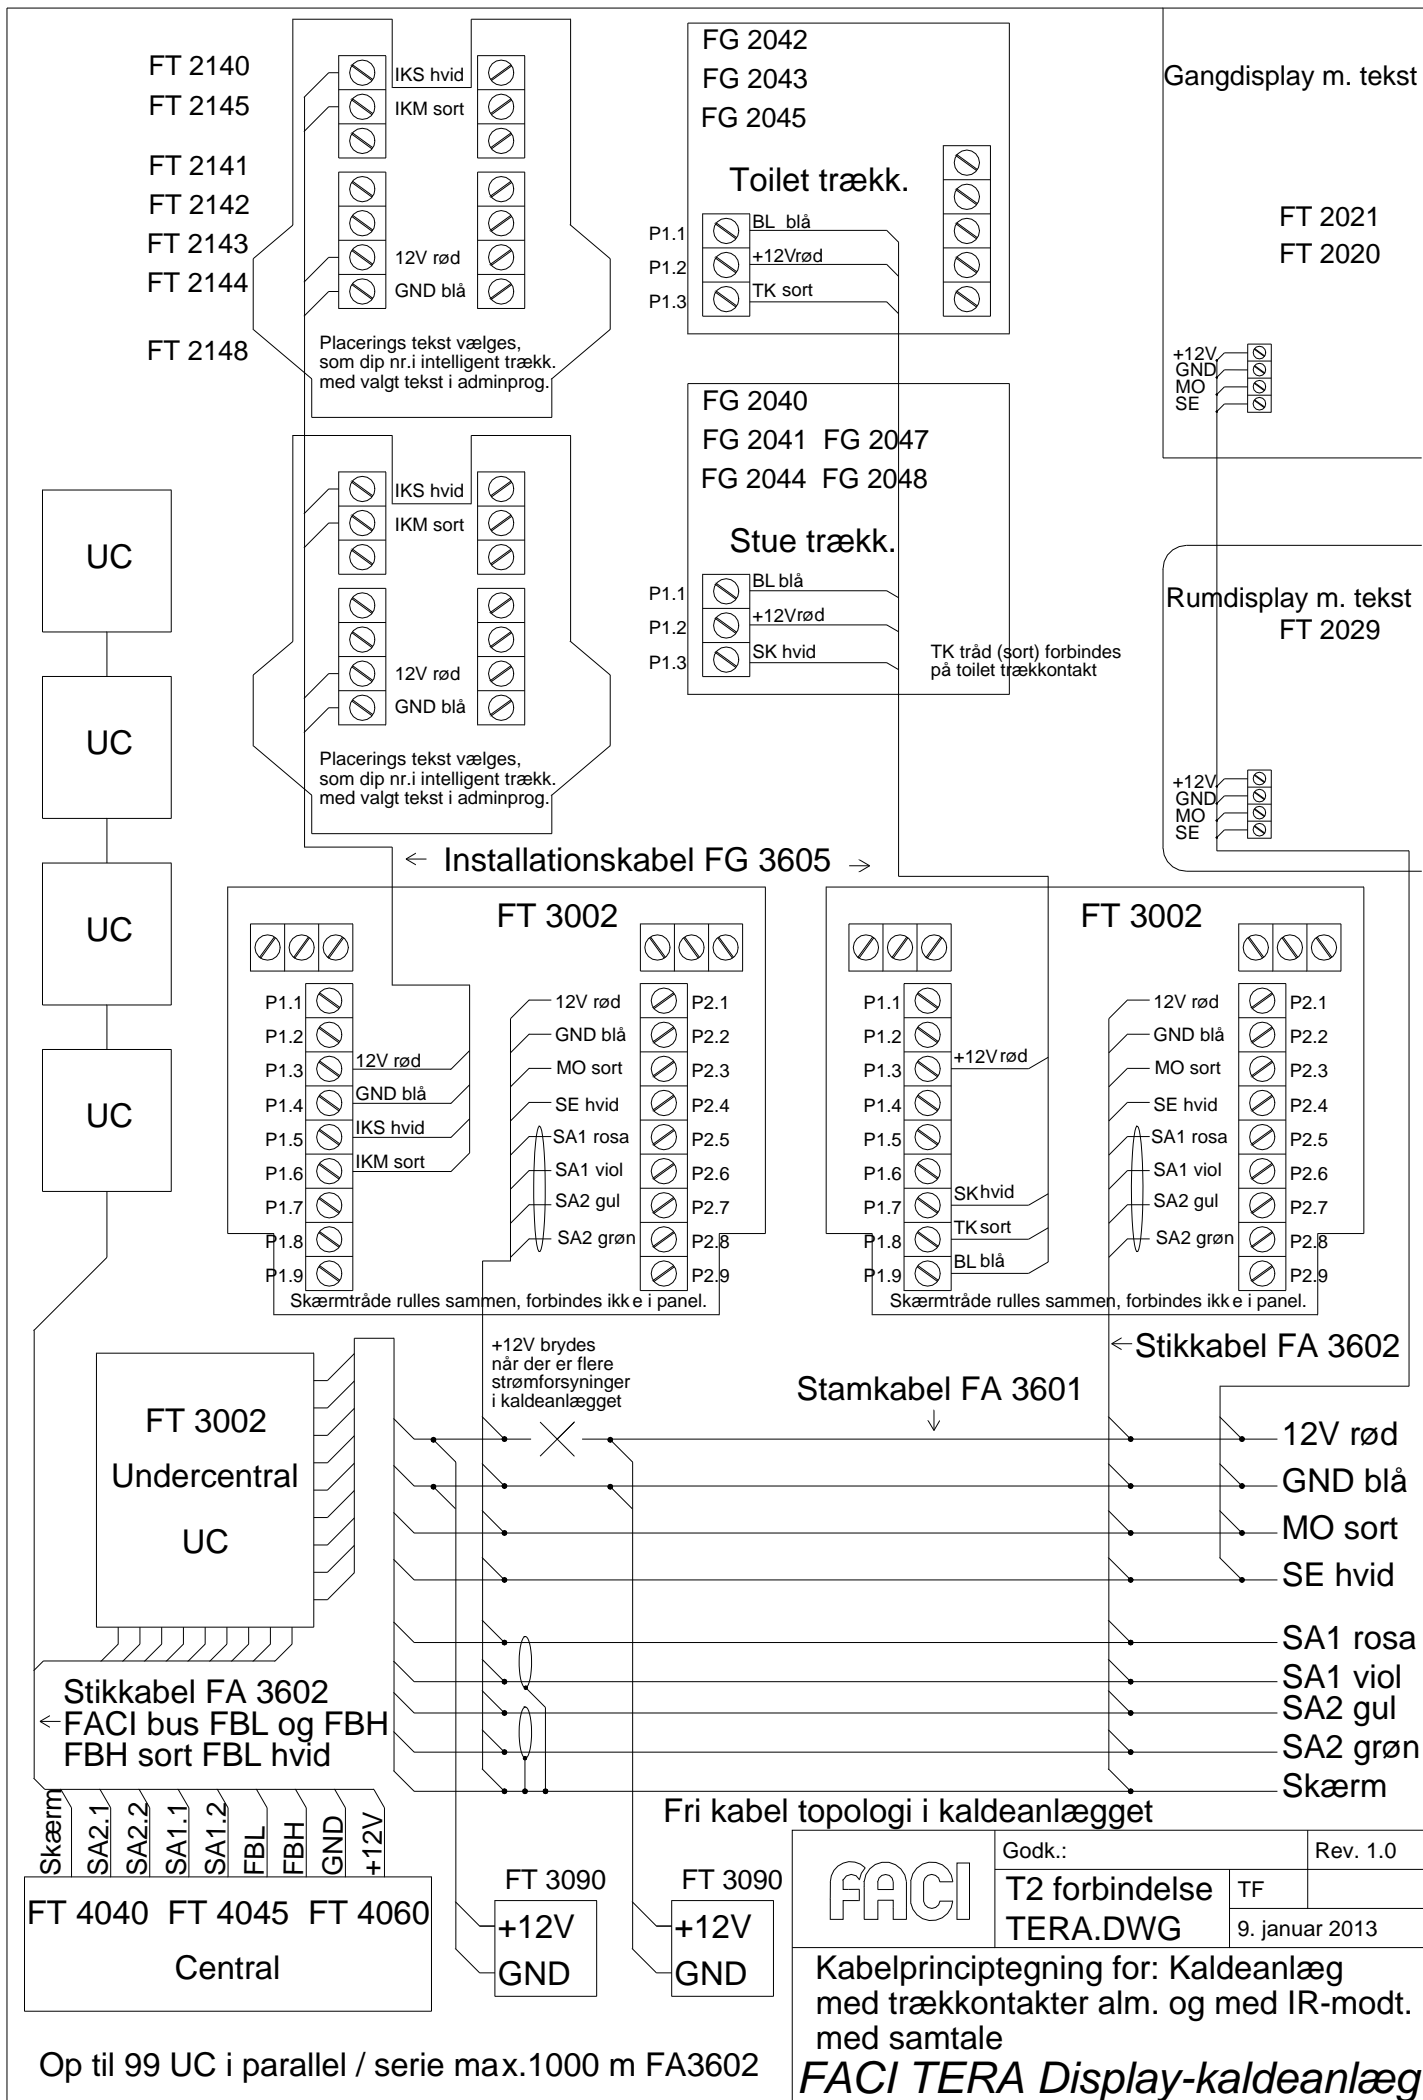 FT 2140
FT 2145
FT 2141
FT 2142
FT 2143
FT 2144
FT 2148
IKS hvid
IKM sort
12V rød
GND blå
Placerings tekst vælges,
som dip nr.i intelligent trækk.
med valgt tekst i adminprog.
FG 2042
FG 2043
FG 2045
Toilet trækk.
P1.1 BL blå
P1.2 +12Vrød
P1.3 TK sort
Gangdisplay m. tekst
FT 2021
FT 2020
+12V
GND
MO
SE
IKS hvid
IKM sort
12V rød
GND blå
Placerings tekst vælges,
som dip nr.i intelligent trækk.
med valgt tekst i adminprog.
FG 2040
FG 2041 FG 2047
FG 2044 FG 2048
Stue trækk.
P1.1 BL blå
P1.2 +12Vrød
P1.3 SK hvid
TK tråd (sort) forbindes
på toilet trækkontakt
Rumdisplay m. tekst
FT 2029
+12V
GND
MO
SE
UC
UC
UC
UC
← Installationskabel FG 3605 →
FT 3002
P1.1
P1.2
P1.3 12V rød
P1.4 GND blå
P1.5 IKS hvid
P1.6 IKM sort
P1.7
P1.8
P1.9
12V rød P2.1
GND blå P2.2
MO sort P2.3
SE hvid P2.4
SA1 rosa P2.5
SA1 viol P2.6
SA2 gul P2.7
SA2 grøn P2.8
P2.9
Skærmtråde rulles sammen, forbindes ikke i panel.
FT 3002
P1.1
P1.2
P1.3 +12V rød
P1.4
P1.5
P1.6
P1.7 SK hvid
P1.8 TK sort
P1.9 BL blå
12V rød P2.1
GND blå P2.2
MO sort P2.3
SE hvid P2.4
SA1 rosa P2.5
SA1 viol P2.6
SA2 gul P2.7
SA2 grøn P2.8
P2.9
Skærmtråde rulles sammen, forbindes ikke i panel.
+12V brydes
når der er flere
strømforsyninger
i kaldeanlægget
← Stikkabel FA 3602
Stamkabel FA 3601
FT 3002
Undercentral
UC
12V rød
GND blå
MO sort
SE hvid
SA1 rosa
SA1 viol
SA2 gul
SA2 grøn
Skærm
Stikkabel FA 3602
← FACI bus FBL og FBH
FBH sort FBL hvid
Fri kabel topologi i kaldeanlægget
Skærm
SA2.1
SA2.2
SA1.1
SA1.2
FBL
FBH
GND
+12V
FT 4040 FT 4045 FT 4060
Central
FT 3090
+12V
GND
FT 3090
+12V
GND
FACI
Godk.:
Rev. 1.0
T2 forbindelse
TERA.DWG
TF
9. januar 2013
Kabelprinciptegning for: Kaldeanlæg
med trækkontakter alm. og med IR-modt.
med samtale
FACI TERA Display-kaldeanlæg
Op til 99 UC i parallel / serie max.1000 m FA3602